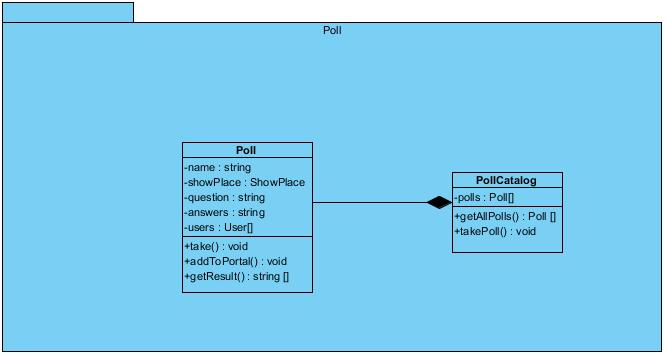 Poll
Poll
-name : string
-showPlace : ShowPlace
-question : string
-answers : string
-users : User[]
+take() : void
+addToPortal() : void
+getResult() : string []
PollCatalog
-polls : Poll[]
+getAllPolls() : Poll []
+takePoll() : void